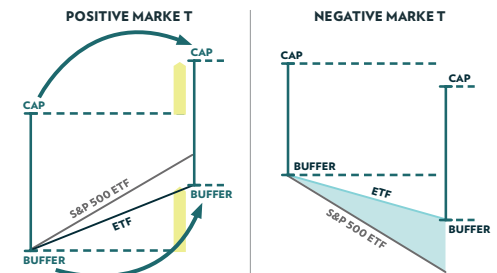 POSITIVE MARKE T
CAP
CAP
S&P 500 ETF
ETF
BUFFER
BUFFER
NEGATIVE MARKE T
CAP
CAP
BUFFER
ETF
S&P 500 ETF
BUFFER